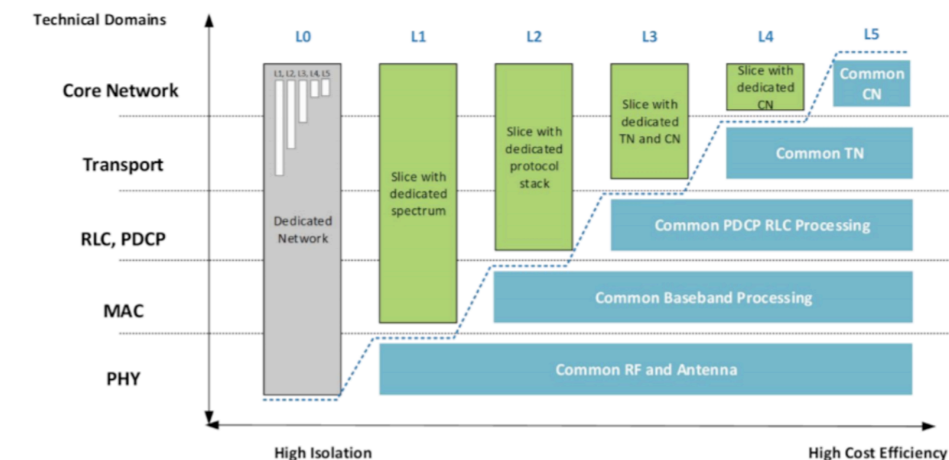 Technical Domains
L0
L1
L2
L3
L4
L5
Core Network
Transport
RLC, PDCP
MAC
PHY
L1, L2, L3, L4, L5
Dedicated
Network
Slice with
dedicated
spectrum
Slice with
dedicated
protocol
stack
Slice with
dedicated
TN and CN
Slice with
dedicated
CN
Common
CN
Common TN
Common PDCP RLC Processing
Common Baseband Processing
Common RF and Antenna
High Isolation
High Cost Efficiency